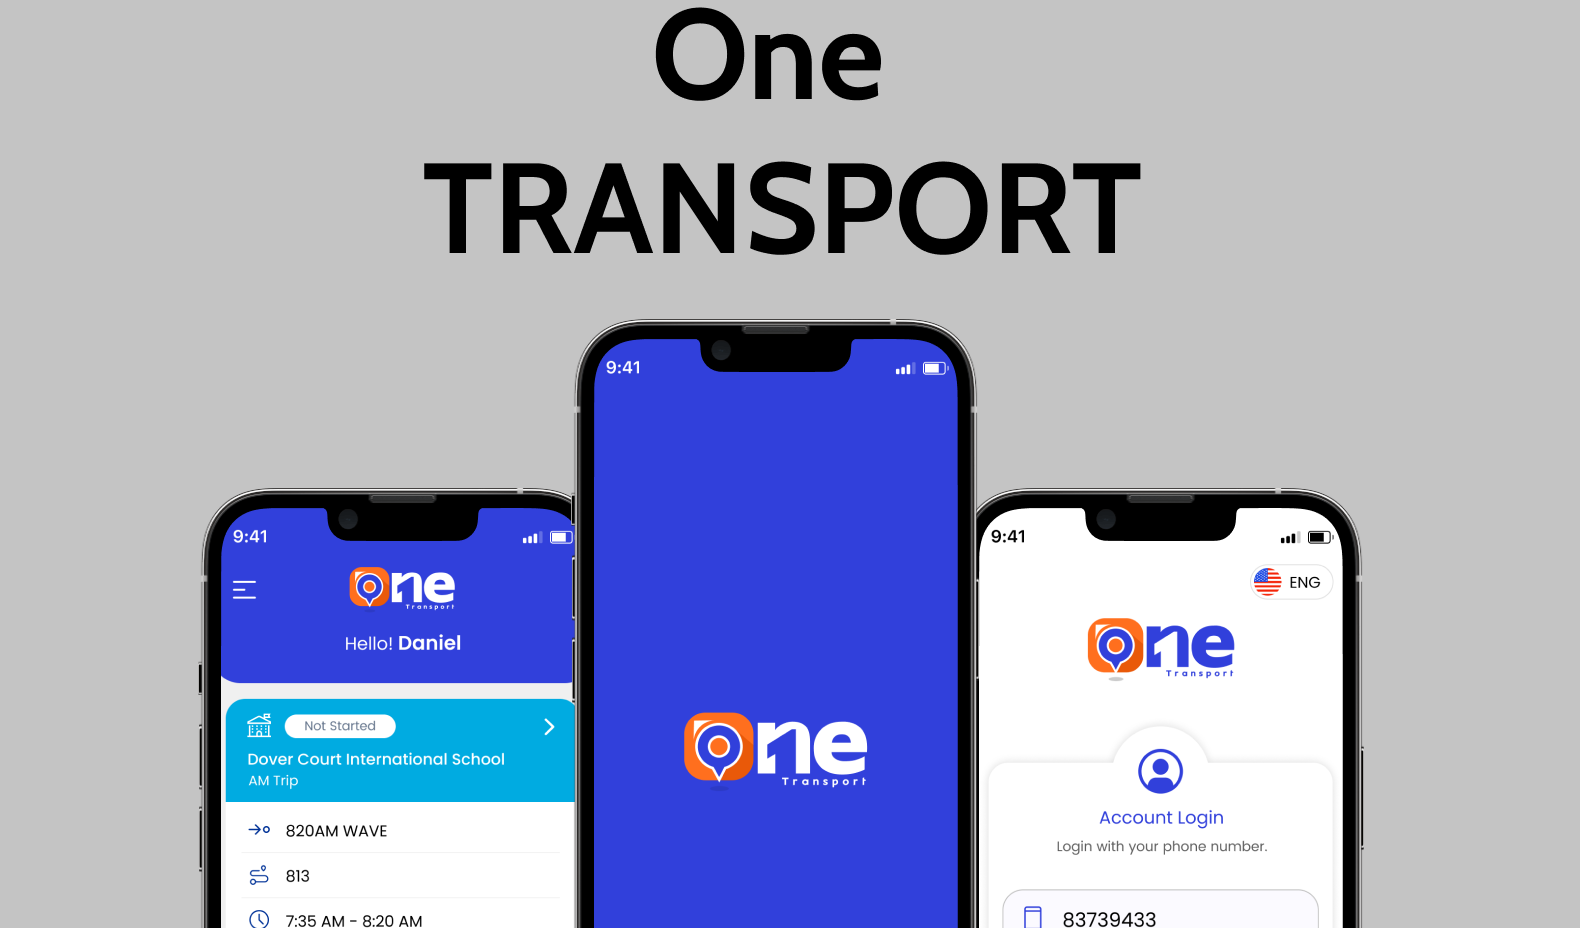 One
TRANSPORT
9:41
One
Transport
Hello! Daniel
Not Started
Dover Court International School
AM Trip
820AM WAVE
813
7:35 AM - 8:20 AM
9:41
One
Transport
9:41
ENG
One
Transport
Account Login
Login with your phone number.
83739433